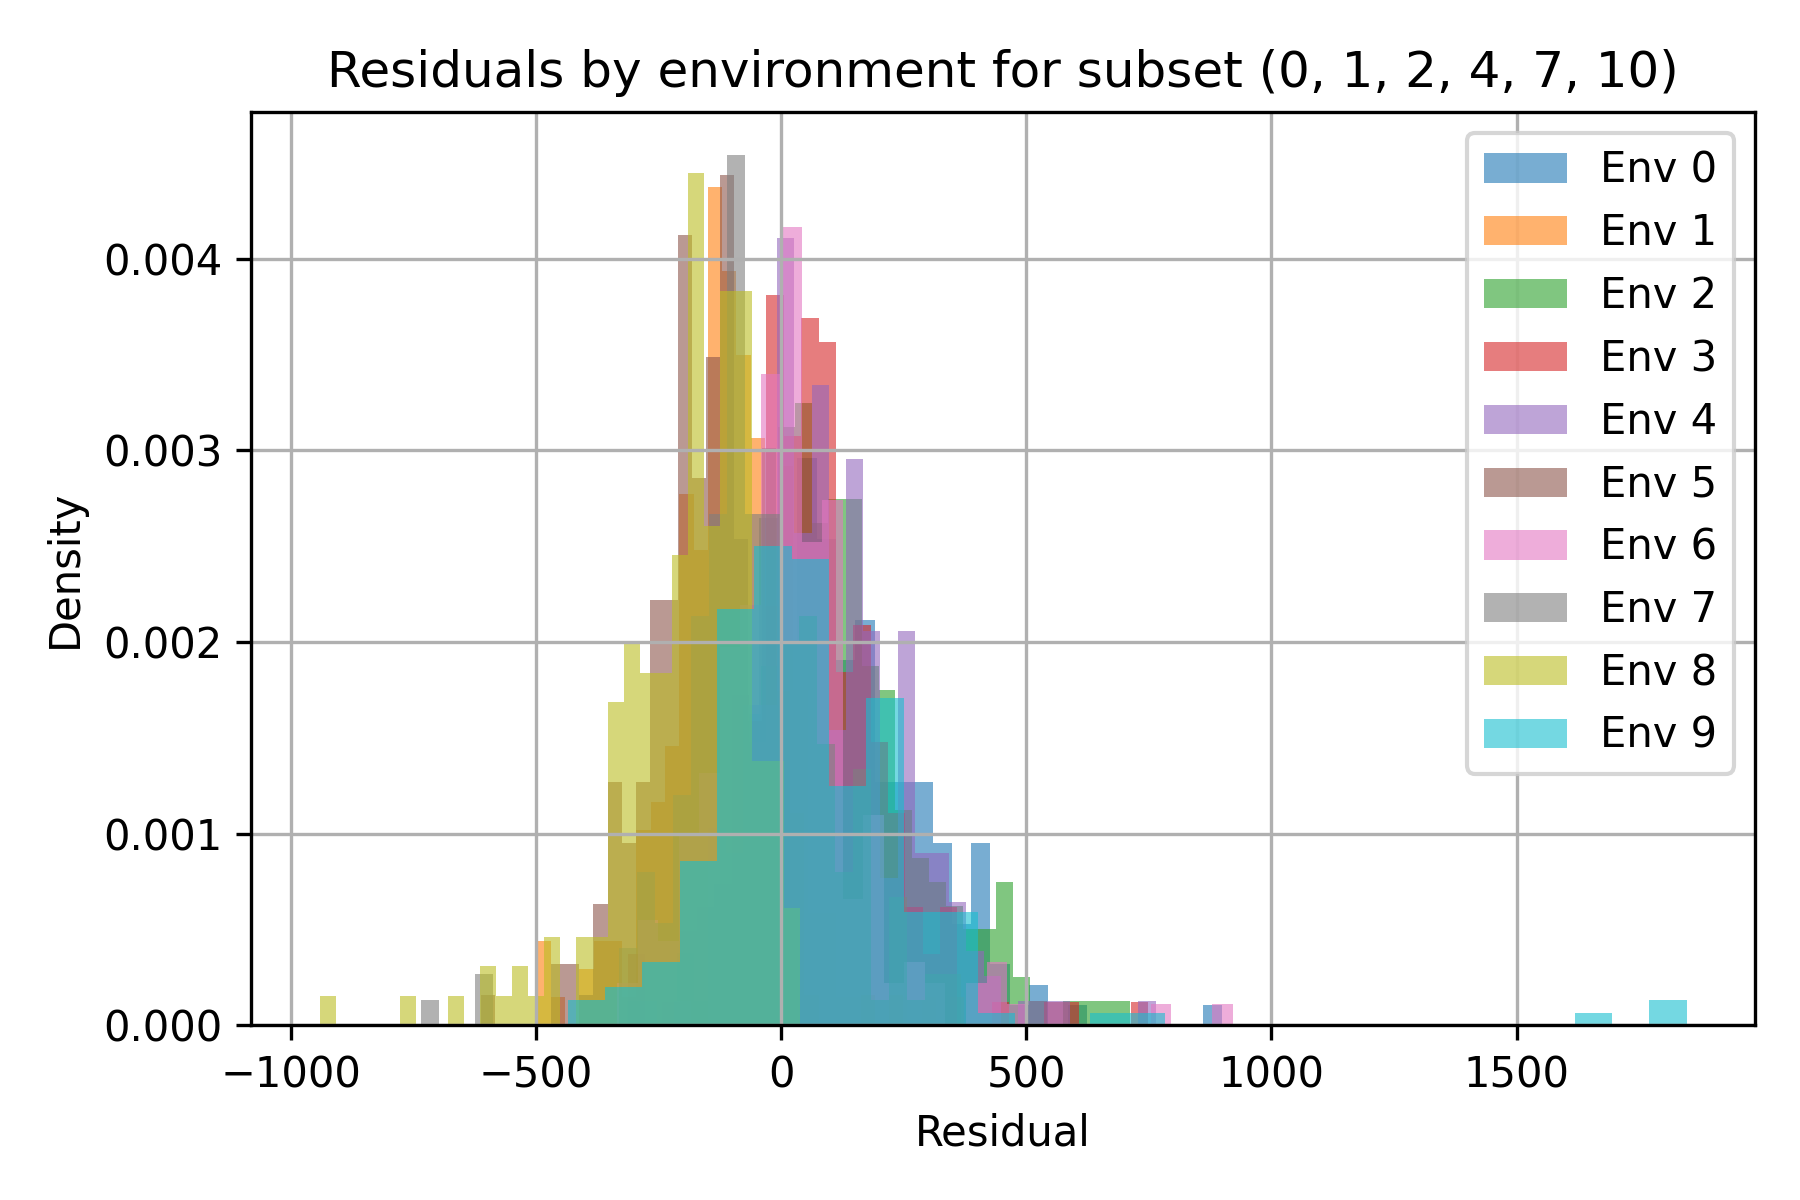 Residuals by environment for subset (0, 1, 2, 4, 7, 10)
Density
0.004
0.003
0.002
0.001
0.000
−1000
−500
0
500
1000
1500
Residual
Env 0
Env 1
Env 2
Env 3
Env 4
Env 5
Env 6
Env 7
Env 8
Env 9